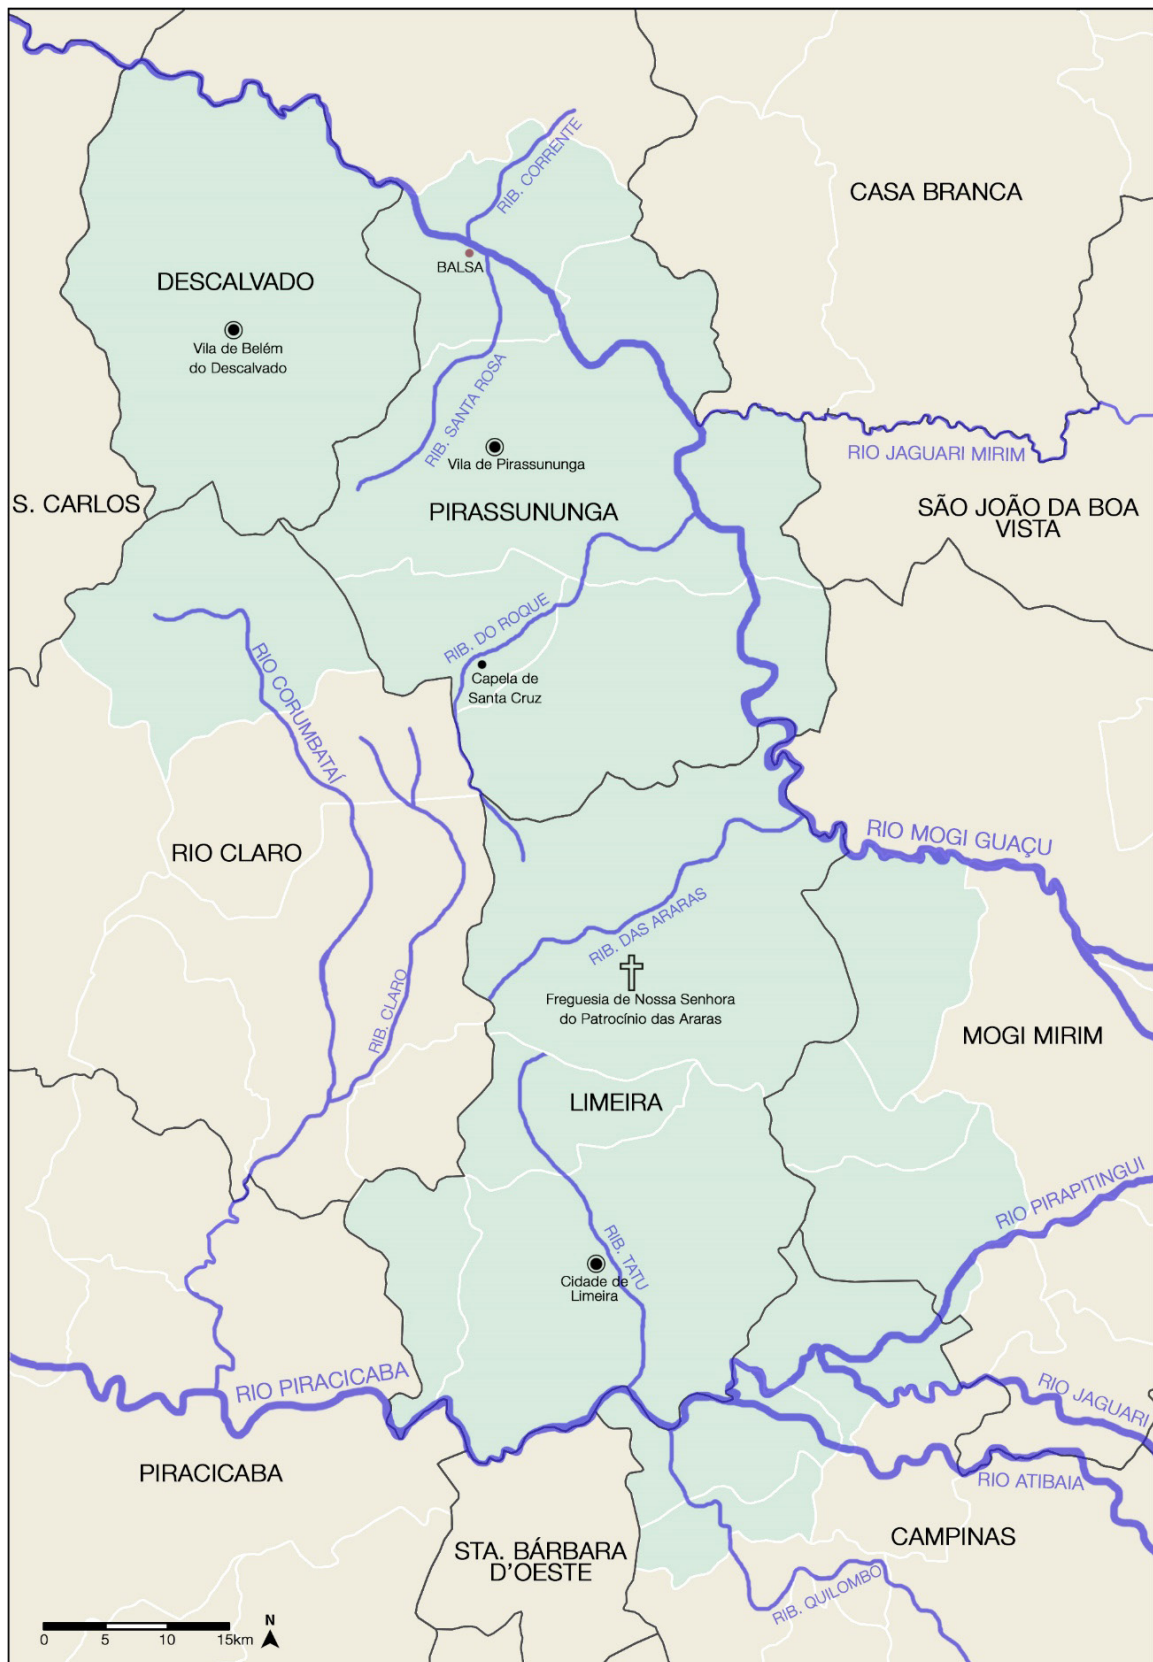 RIB. CORRENTE
CASA BRANCA
BALSA
DESCALVADO
Vila de Belém
do Descalvado
RIB. SANTA ROSA
RIO JAGUARI MIRIM
Vila de Pirassununga
S. CARLOS
PIRASSUNUNGA
SÃO JOÃO DA BOA
VISTA
RIB. DO ROQUE
RIO CORUMBATAÍ
Capela de
Santa Cruz
RIO CLARO
RIO MOGI GUAÇU
RIB. DAS ARARAS
RIB. CLARO
Freguesia de Nossa Senhora
do Patrocínio das Araras
MOGI MIRIM
LIMEIRA
RIO PIRAPITINGUI
RIB. TATU
Cidade de
Limeira
RIO PIRACICABA
RIO JAGUARI
PIRACICABA
RIO ATIBAIA
CAMPINAS
STA. BÁRBARA
D'OESTE
RIB. QUILOMBO
N
0 5 10 15km